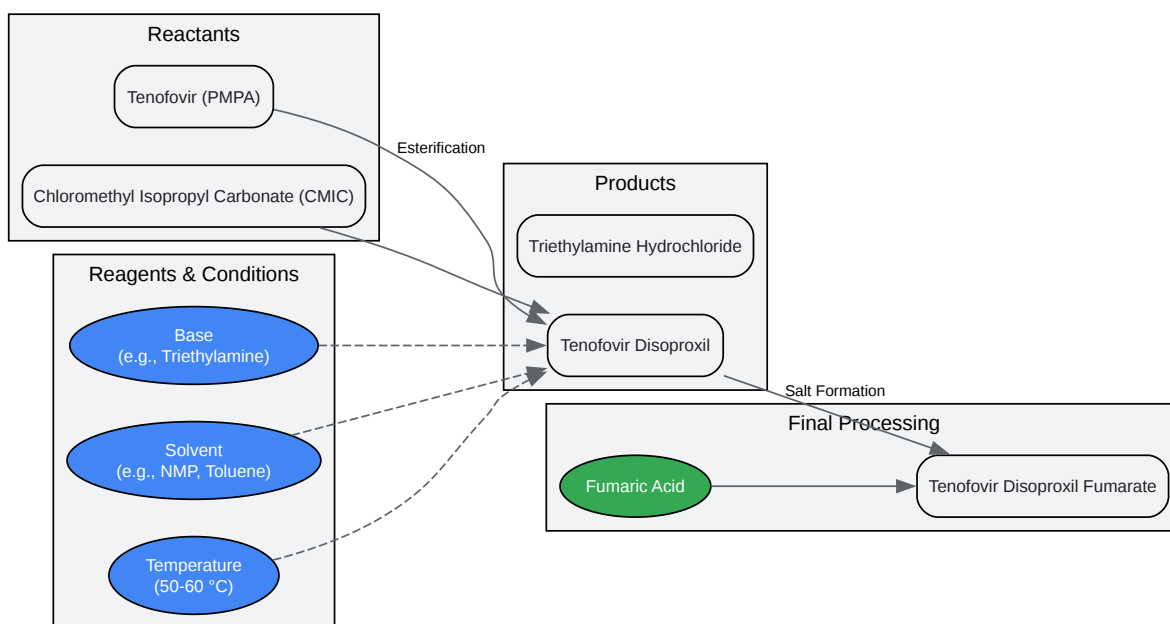 Reactants
Tenofovir (PMPA)
Chloromethyl Isopropyl Carbonate (CMIC)
Esterification
Products
Triethylamine Hydrochloride
Tenofovir Disoproxil
Reagents & Conditions
Base
(e.g., Triethylamine)
Solvent
(e.g., NMP, Toluene)
Temperature
(50-60 °C)
Salt Formation
Final Processing
Fumaric Acid
Tenofovir Disoproxil Fumarate